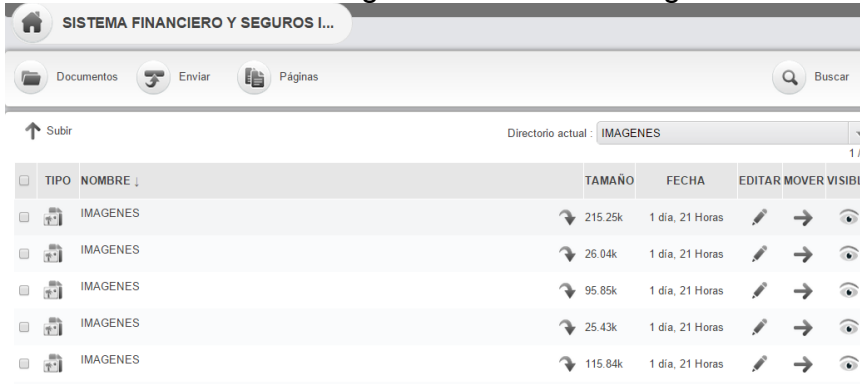 SISTEMA FINANCIERO Y SEGUROS I...
Documentos Enviar Páginas Buscar
Subir Directorio actual : IMAGENES
1 /
TIPO NOMBRE ↓ TAMAÑO FECHA EDITAR MOVER VISIBL
IMAGENES 215.25k 1 día, 21 Horas
IMAGENES 26.04k 1 día, 21 Horas
IMAGENES 95.85k 1 día, 21 Horas
IMAGENES 25.43k 1 día, 21 Horas
IMAGENES 115.84k 1 día, 21 Horas